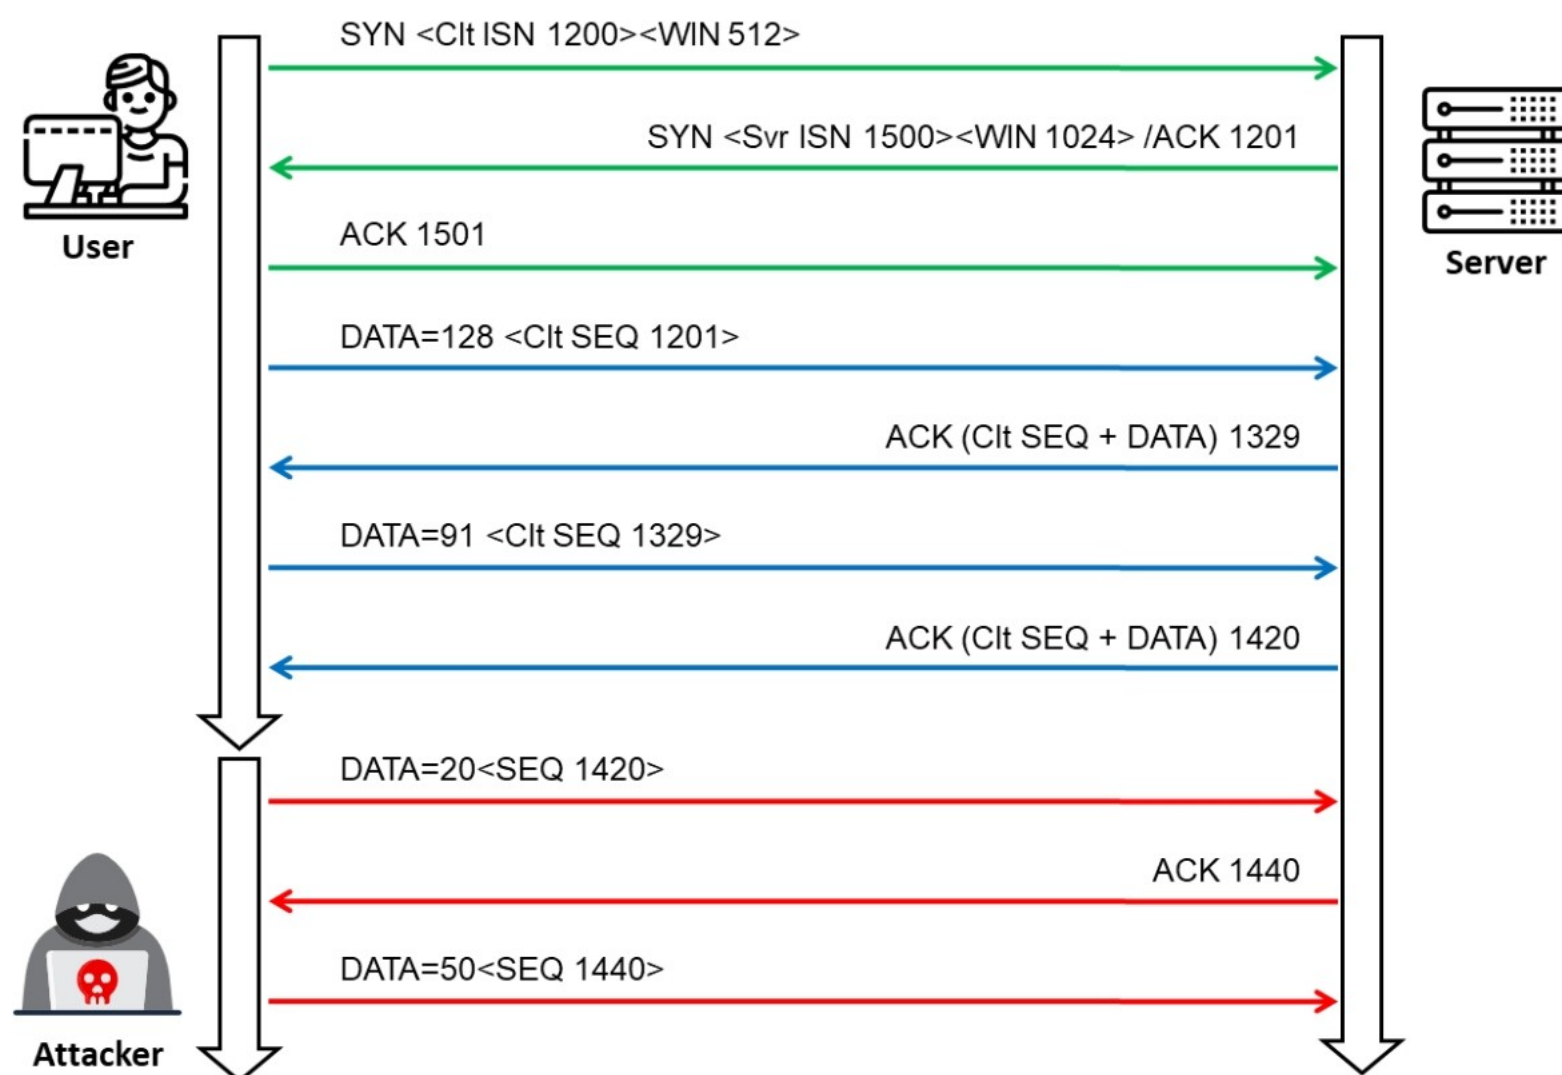 SYN <Clt ISN 1200><WIN 512>
SYN <Svr ISN 1500><WIN 1024> /ACK 1201
User
ACK 1501
Server
DATA=128 <Clt SEQ 1201>
ACK (Clt SEQ + DATA) 1329
DATA=91 <Clt SEQ 1329>
ACK (Clt SEQ + DATA) 1420
DATA=20<SEQ 1420>
ACK 1440
DATA=50<SEQ 1440>
Attacker